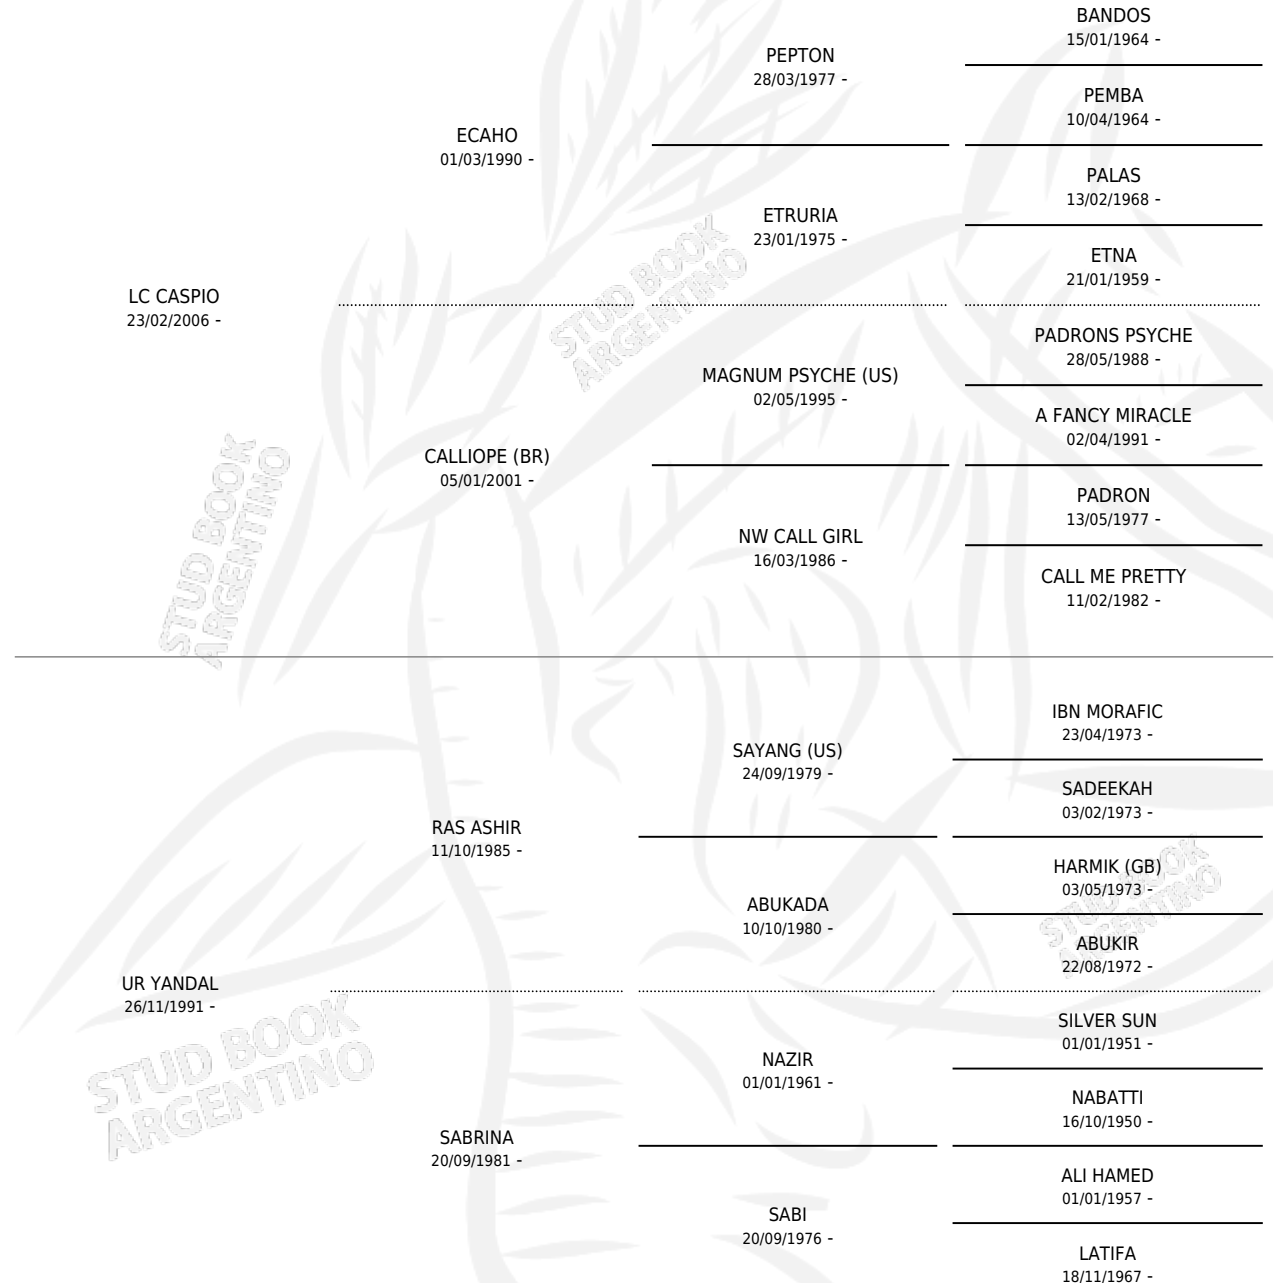 BANDOS
15/01/1964 -
PEPTON
28/03/1977 -
PEMBA
10/04/1964 -
ECAHO
01/03/1990 -
PALAS
13/02/1968 -
ETRURIA
23/01/1975 -
ETNA
21/01/1959 -
LC CASPIO
23/02/2006 -
PADRONS PSYCHE
28/05/1988 -
MAGNUM PSYCHE (US)
02/05/1995 -
A FANCY MIRACLE
02/04/1991 -
CALLIOPE (BR)
05/01/2001 -
PADRON
13/05/1977 -
NW CALL GIRL
16/03/1986 -
CALL ME PRETTY
11/02/1982 -
STUD BOOK
ARGENTINO
STUD BOOK
ARGENTINO
IBN MORAFIC
23/04/1973 -
SAYANG (US)
24/09/1979 -
SADEEKAH
03/02/1973 -
RAS ASHIR
11/10/1985 -
HARMIK (GB)
03/05/1973 -
ABUKADA
10/10/1980 -
ABUKIR
22/08/1972 -
UR YANDAL
26/11/1991 -
SILVER SUN
01/01/1951 -
NAZIR
01/01/1961 -
NABATTI
16/10/1950 -
SABRINA
20/09/1981 -
ALI HAMED
01/01/1957 -
SABI
20/09/1976 -
LATIFA
18/11/1967 -
STUD BOOK
ARGENTINO
STUD BOOK
ARGENTINO